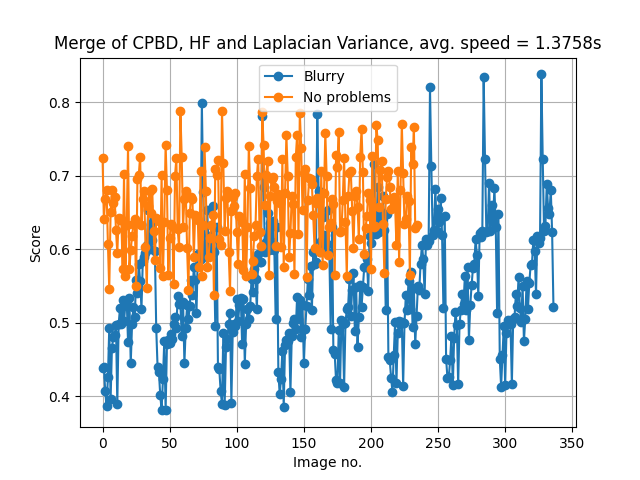 Merge of CPBD, HF and Laplacian Variance, avg. speed = 1.3758s
Blurry
No problems
0.8
0.7
0.6
0.5
0.4
Score
0 50 100 150 200 250 300 350
Image no.